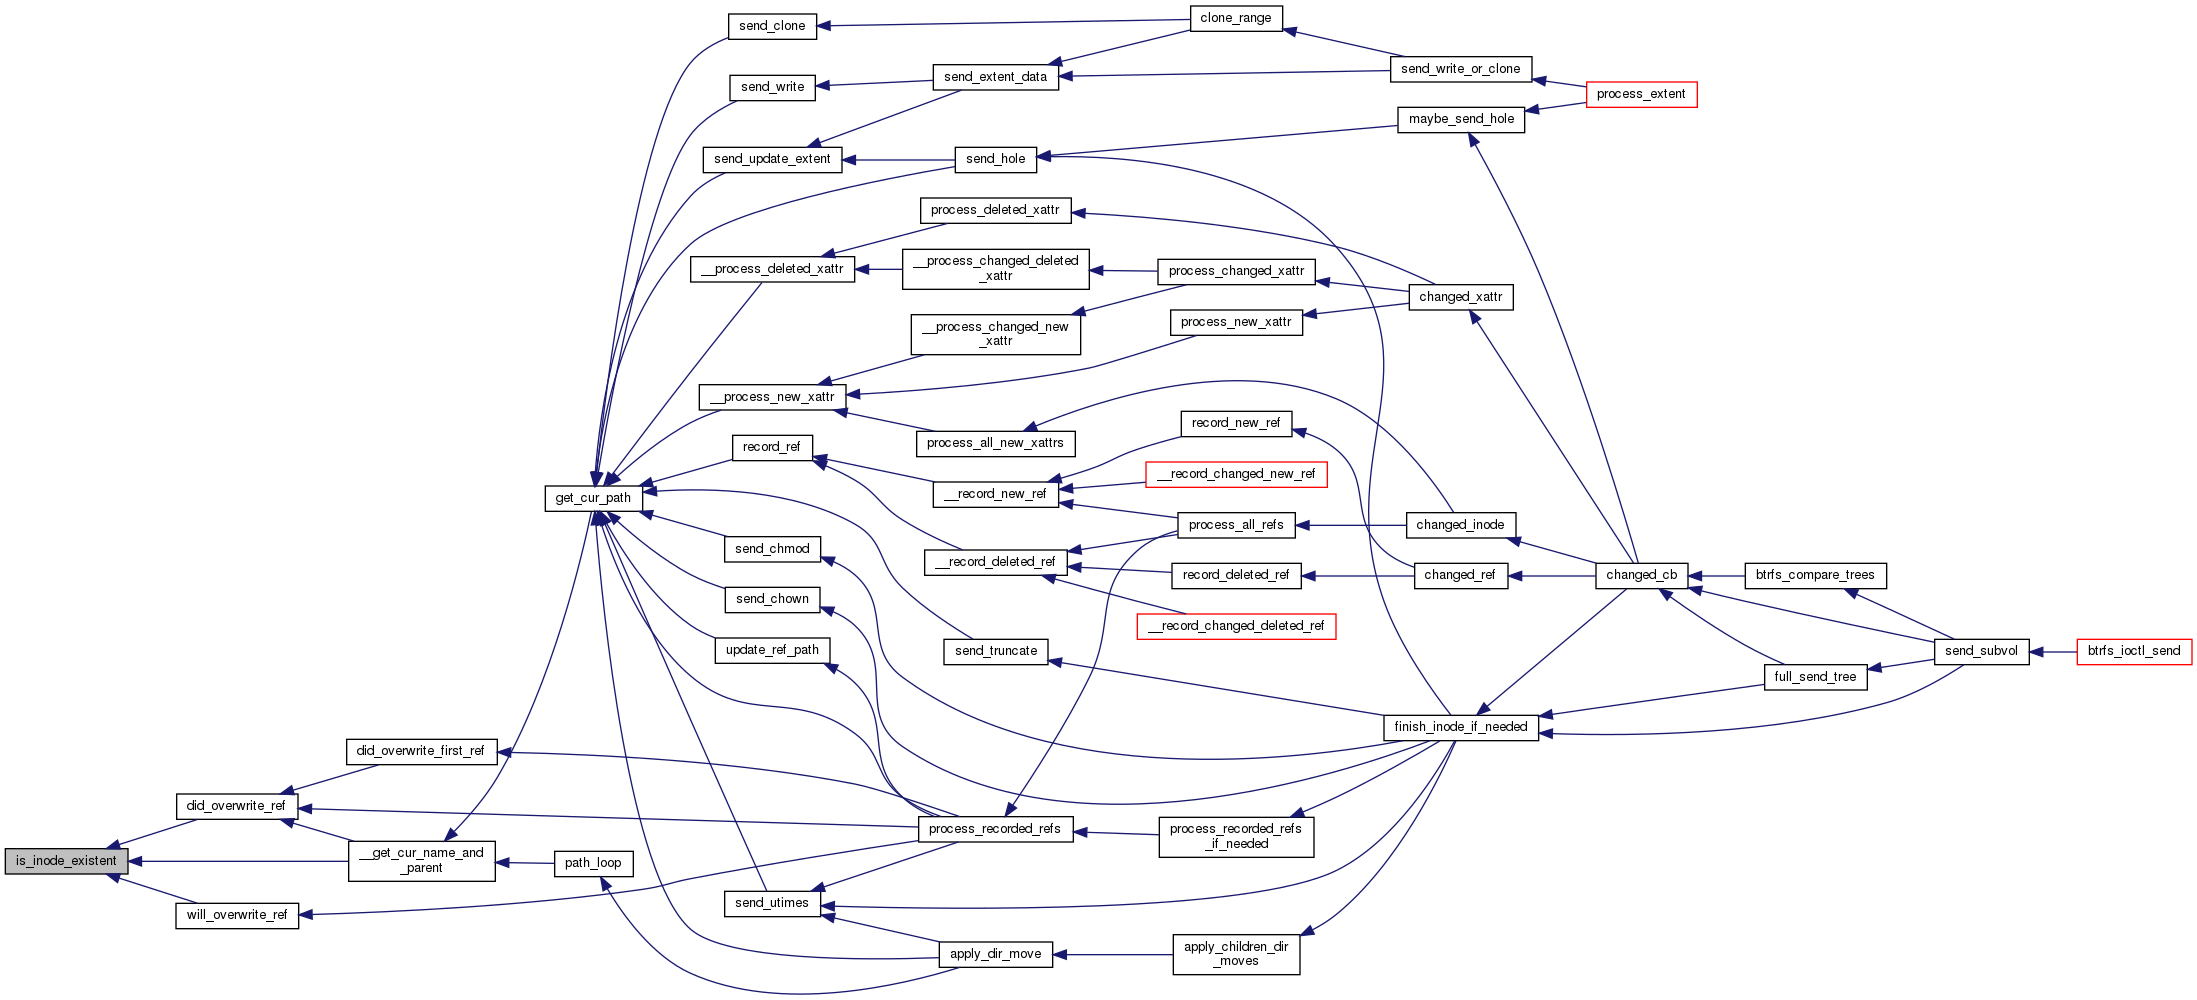 is_inode_existent
did_overwrite_first_ref
did_overwrite_ref
__get_cur_name_and
_parent
will_overwrite_ref
get_cur_path
path_loop
send_clone
send_write
send_update_extent
__process_deleted_xattr
__process_new_xattr
record_ref
send_chmod
send_chown
update_ref_path
send_utimes
send_extent_data
send_hole
process_deleted_xattr
__process_changed_deleted
_xattr
__process_changed_new
_xattr
process_all_new_xattrs
__record_new_ref
__record_deleted_ref
send_truncate
process_recorded_refs
apply_dir_move
clone_range
process_changed_xattr
process_new_xattr
record_new_ref
__record_changed_new_ref
process_all_refs
record_deleted_ref
__record_changed_deleted_ref
process_recorded_refs
_if_needed
apply_children_dir
_moves
send_write_or_clone
maybe_send_hole
changed_xattr
changed_inode
changed_ref
finish_inode_if_needed
process_extent
changed_cb
btrfs_compare_trees
full_send_tree
send_subvol
btrfs_ioctl_send